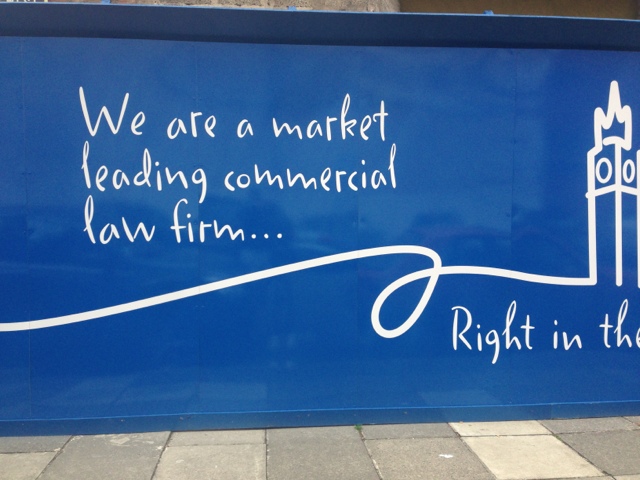 We are a market
leading commercial
law firm...
Right in the